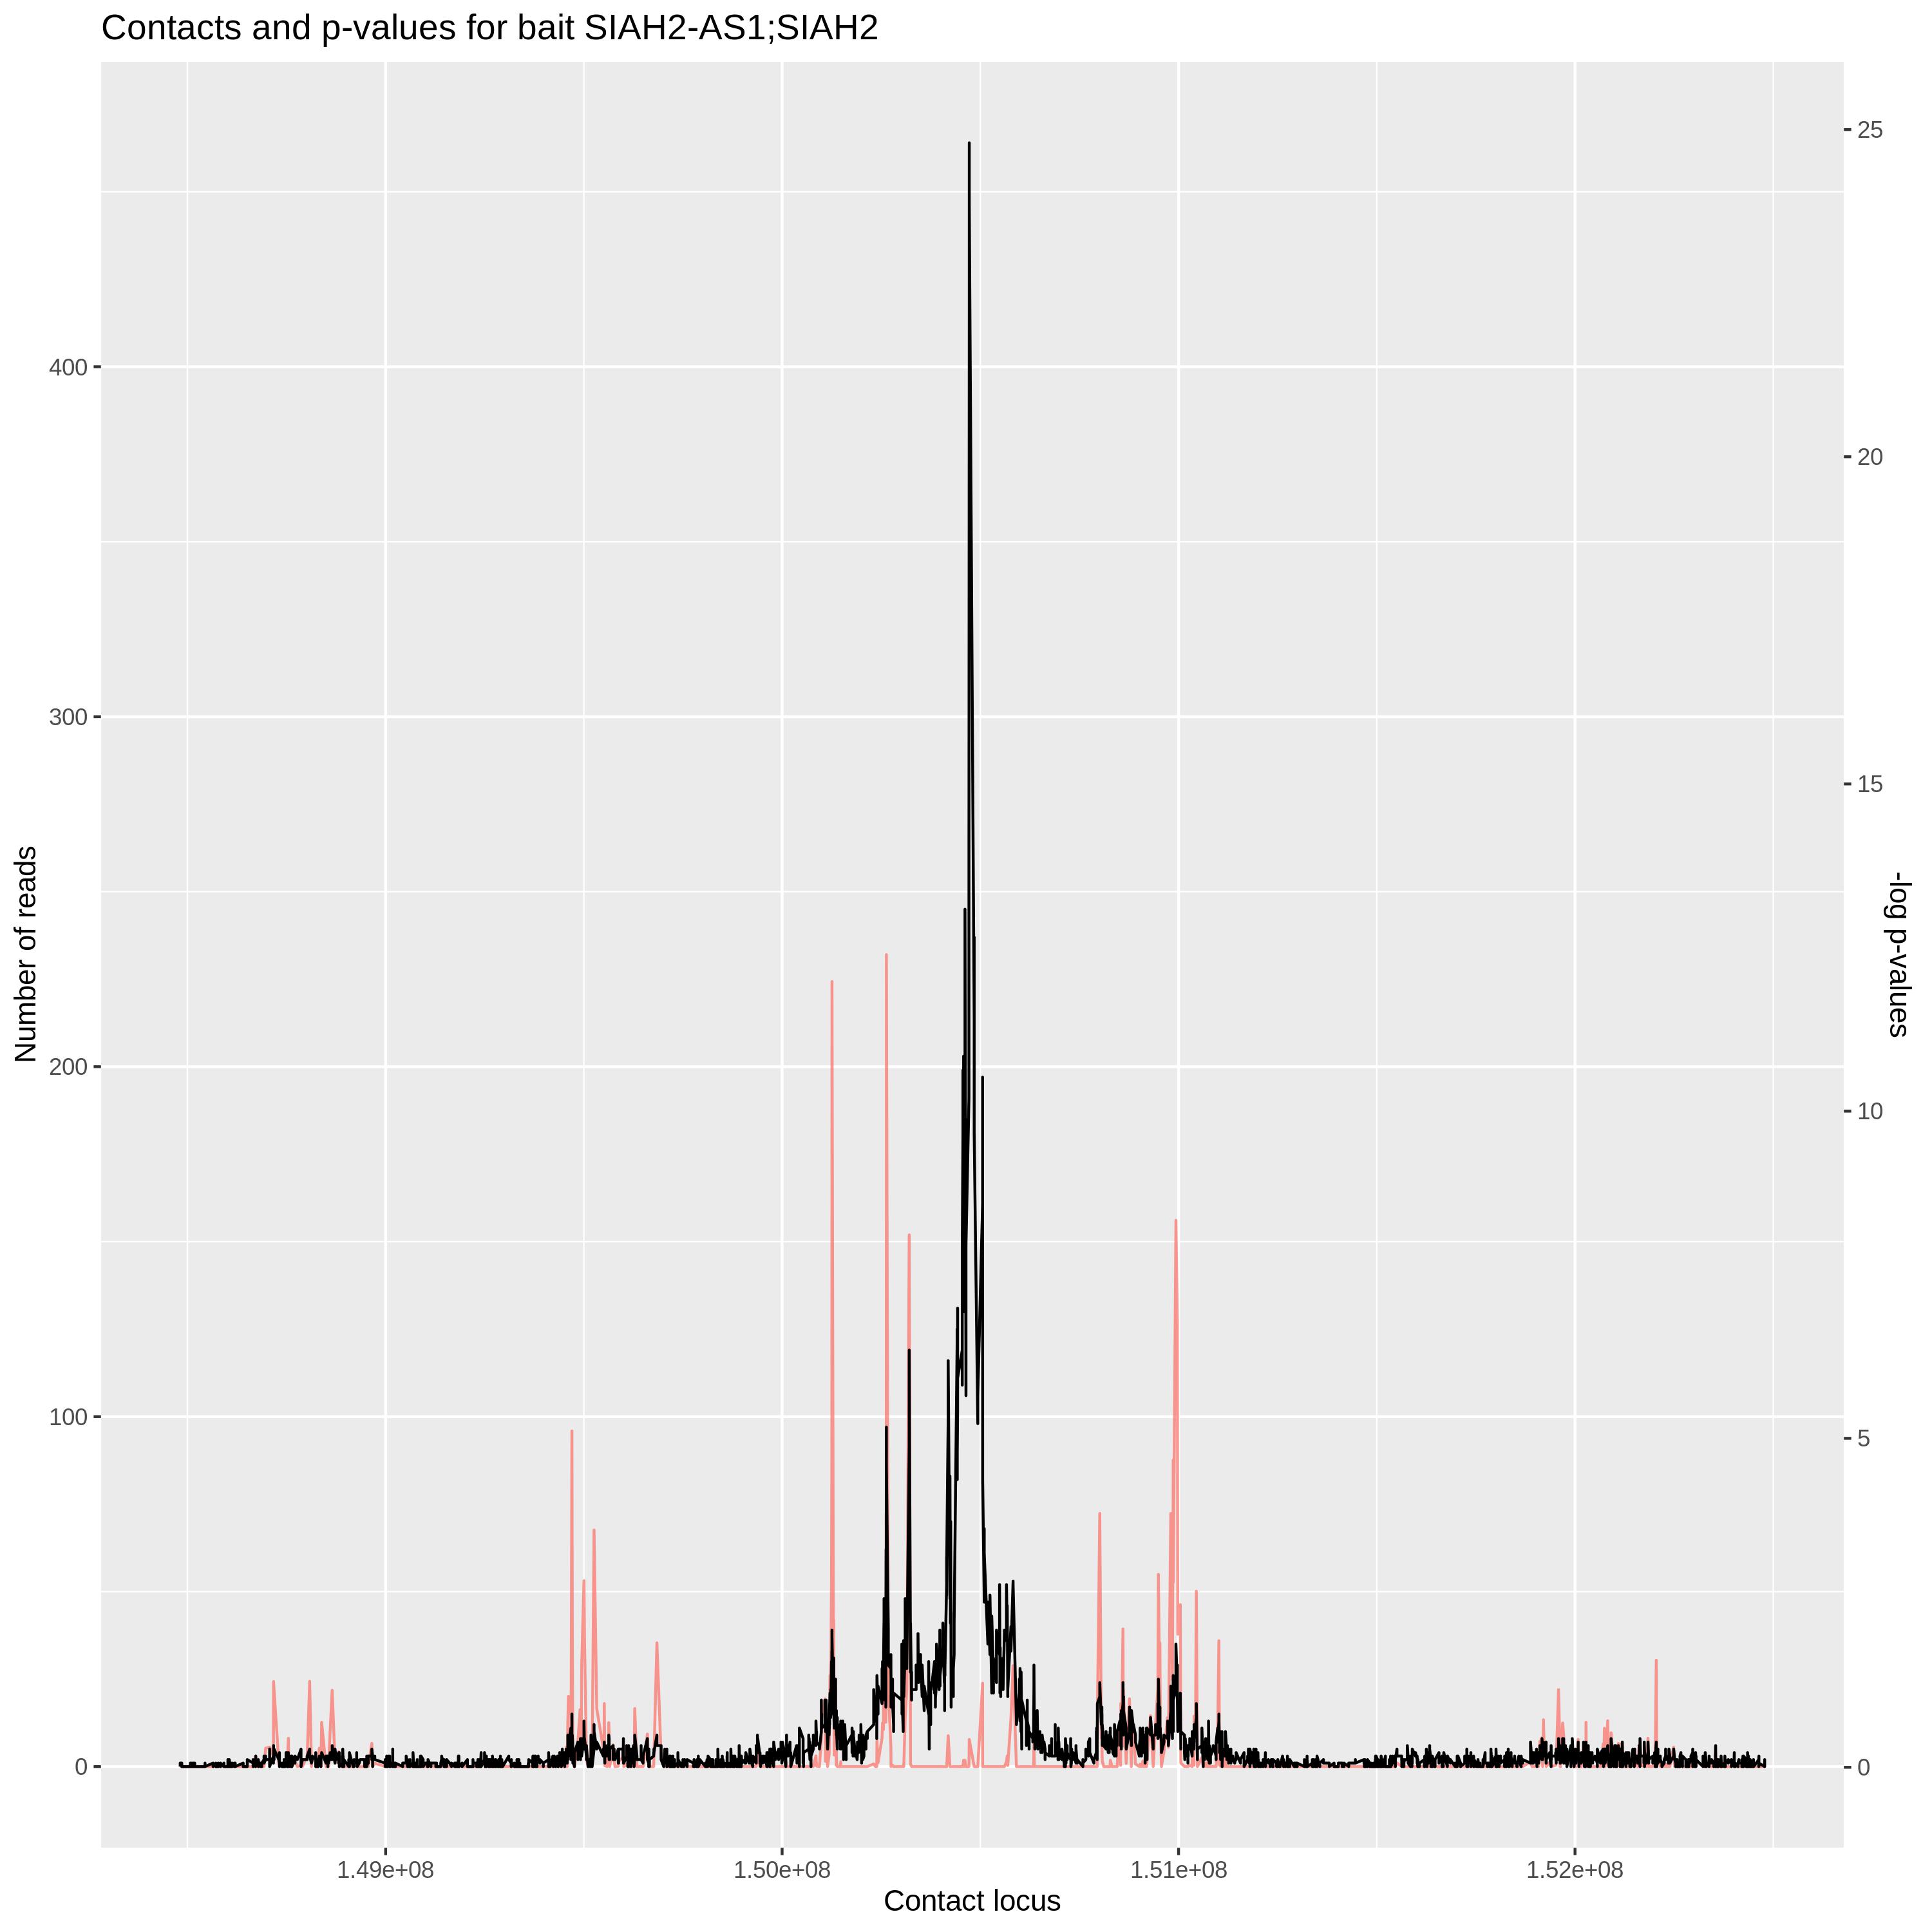 Contacts and p-values for bait SIAH2-AS1;SIAH2
Number of reads
400
300
200
100
0
25
20
15
10
5
0
-log p-values
1.49e+08 1.50e+08 1.51e+08 1.52e+08
Contact locus